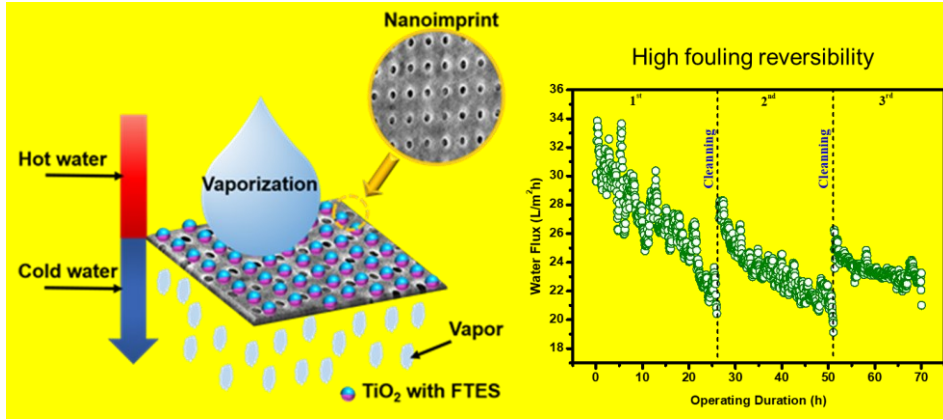 Nanoimprint
Hot water
Vaporization
Cold water
Vapor
TiO₂ with FTES
High fouling reversibility
1st
2nd
3rd
Cleanning
Cleanning
Water Flux (L/m²h)
36
34
32
30
28
26
24
22
20
18
0 10 20 30 40 50 60 70
Operating Duration (h)